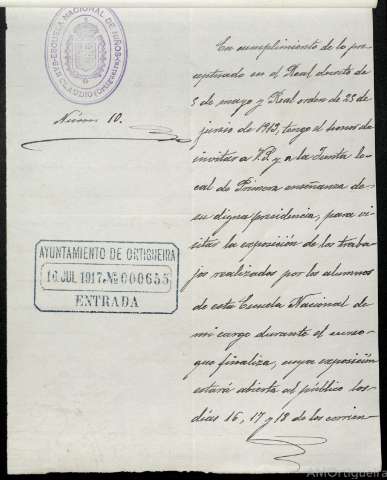 ESCUELA NACIONAL DE NIÑOS
SAN CLAUDIO (ORTIGUEIRA)
Núm. 10.
AYUNTAMIENTO DE ORTIGUEIRA
16 JUL 1917 Nº 000655
ENTRADA
En cumplimiento de lo pre-
ceptuado en el Real decreto de
5 de mayo y Real orden de 25 de
junio de 1913, tengo el honor de
invitar a V.S. y a la Junta lo-
cal de Primera enseñanza de
su digna presidencia, para vi-
sitar la exposición de los traba-
jos realizados por los alumnos
de esta Escuela Nacional de
mi cargo durante el curso
que finaliza, cuya exposición
estará abierta al público los
días 16, 17 y 18 de los corrien-
AMOrtigueira